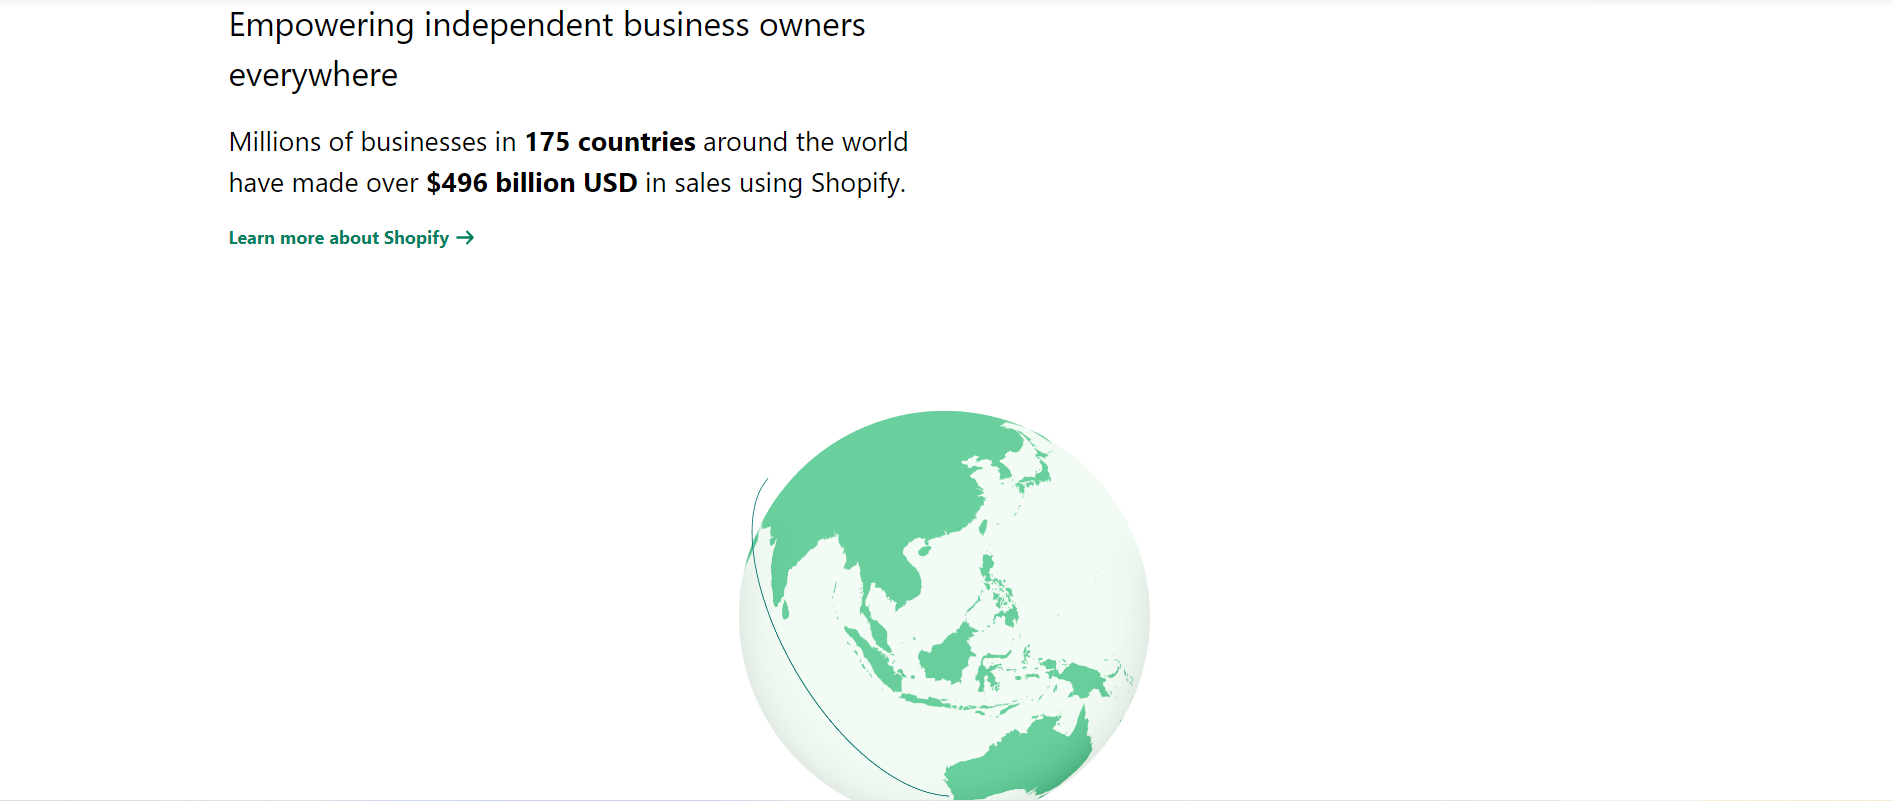 Empowering independent business owners
everywhere
Millions of businesses in 175 countries around the world
have made over $496 billion USD in sales using Shopify.
Learn more about Shopify →